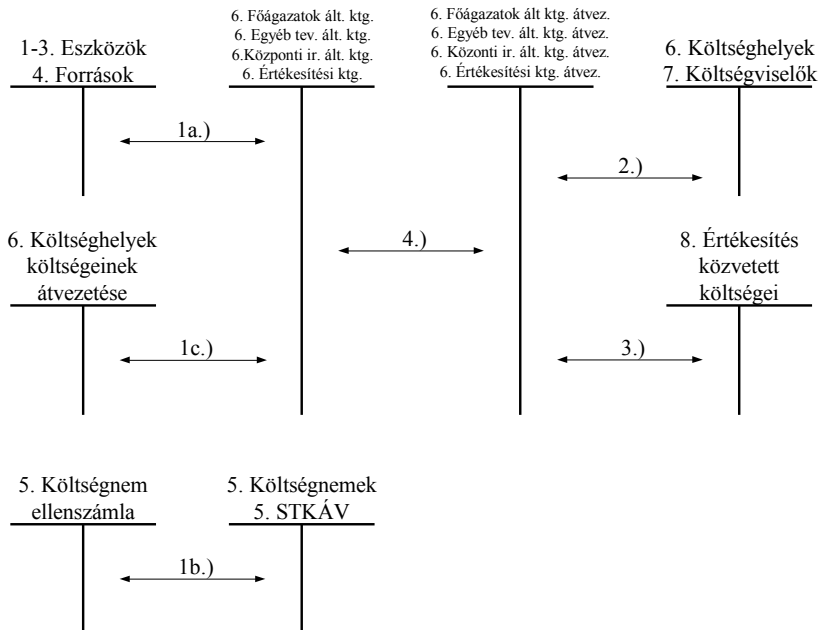 1-3. Eszközök
4. Források
6. Főágazatok ált. ktg.
6. Egyéb tev. ált. ktg.
6.Központi ir. ált. ktg.
6. Értékesítési ktg.
6. Főágazatok ált ktg. átvez.
6. Egyéb tev. ált. ktg. átvez.
6. Közonti ir. ált. ktg. átvez.
6. Értékesítési ktg. átvez.
6. Költséghelyek
7. Költségviselők
1a.)
2.)
6. Költséghelyek
költségeinek
átvezetése
4.)
8. Értékesítés
közvetett
költségei
1c.)
3.)
5. Költségnem
ellenszámla
5. Költségnemek
5. STKÁV
1b.)